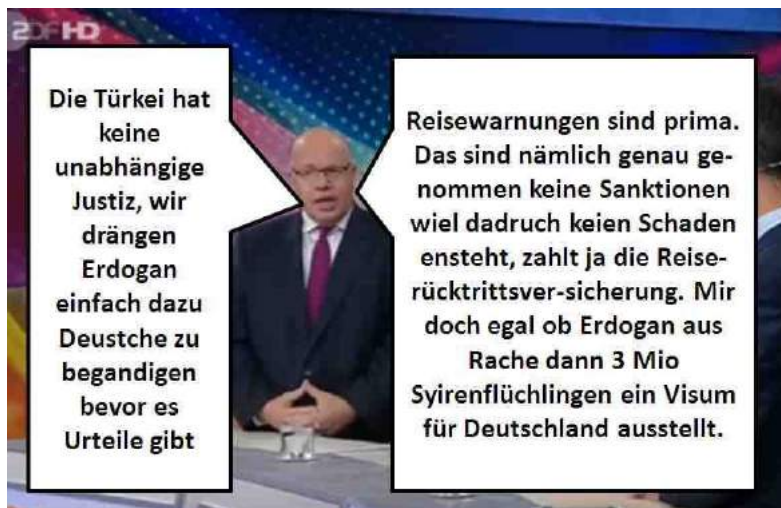 ZDF HD
Die Türkei hat
keine
unabhängige
Justiz, wir
drängen
Erdogan
einfach dazu
Deustche zu
begandigen
bevor es
Urteile gibt
Reisewarnungen sind prima.
Das sind nämlich genau ge-
nommen keine Sanktionen
wiel dadruch keien Schaden
ensteht, zahlt ja die Reise-
rücktrittsver-sicherung. Mir
doch egal ob Erdogan aus
Rache dann 3 Mio
Syirenflüchlingen ein Visum
für Deutschland ausstellt.